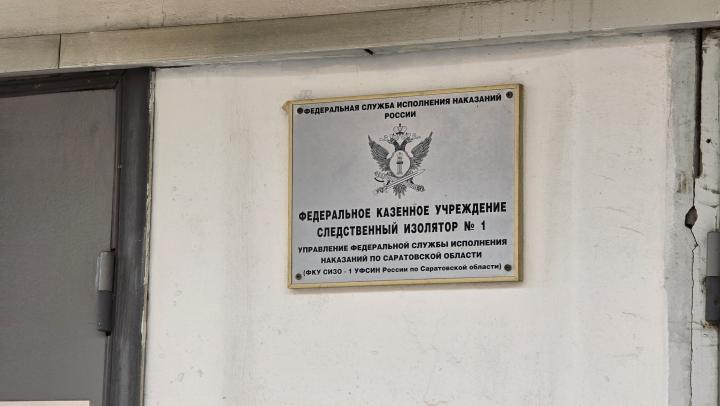 ФЕДЕРАЛЬНАЯ СЛУЖБА ИСПОЛНЕНИЯ НАКАЗАНИЙ
РОССИИ
ФЕДЕРАЛЬНОЕ КАЗЕННОЕ УЧРЕЖДЕНИЕ
СЛЕДСТВЕННЫЙ ИЗОЛЯТОР № 1
УПРАВЛЕНИЕ ФЕДЕРАЛЬНОЙ СЛУЖБЫ ИСПОЛНЕНИЯ
НАКАЗАНИЙ ПО САРАТОВСКОЙ ОБЛАСТИ
(ФКУ СИЗО - 1 УФСИН России по Саратовской области)